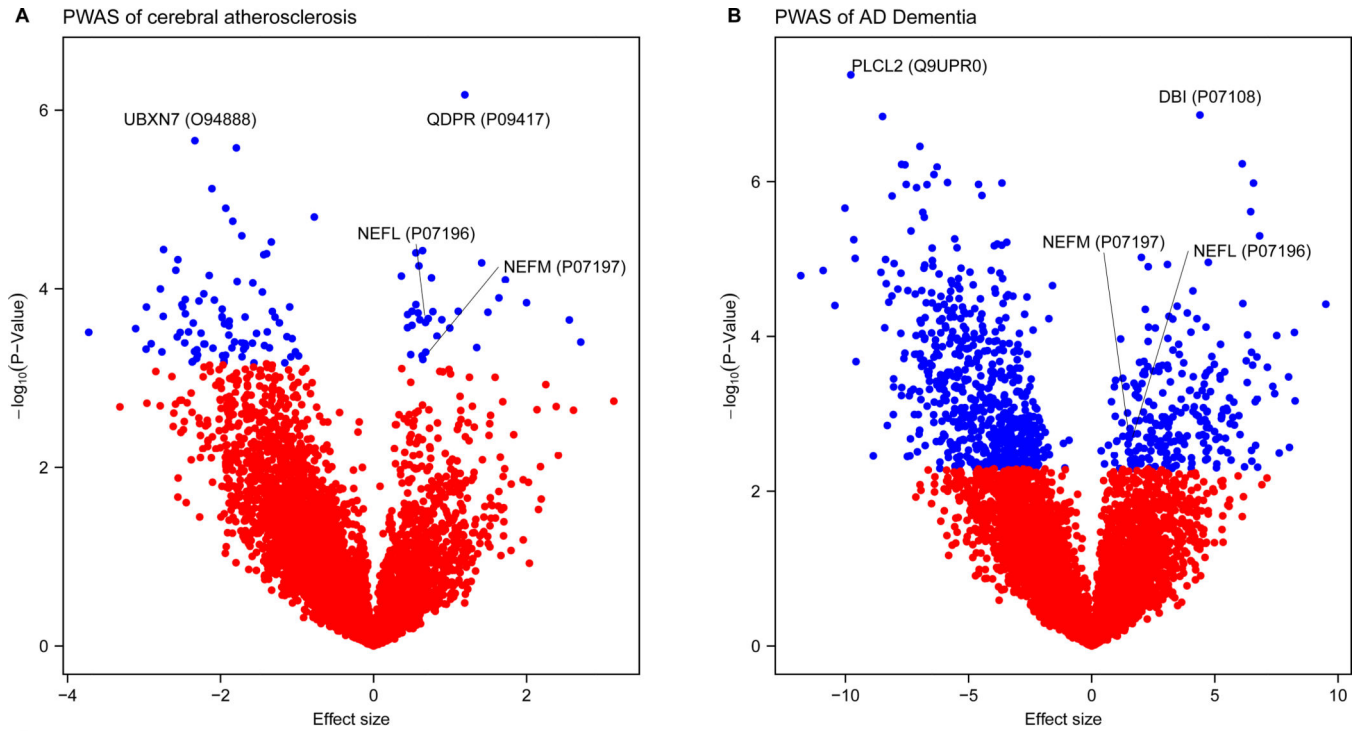 A PWAS of cerebral atherosclerosis
UBXN7 (O94888)
QDPR (P09417)
NEFL (P07196)
NEFM (P07197)
−log10(P−Value)
6
4
2
0
−4 −2 0 2
Effect size
B PWAS of AD Dementia
PLCL2 (Q9UPR0)
DBI (P07108)
NEFM (P07197)
NEFL (P07196)
−log10(P−Value)
6
4
2
0
−10 −5 0 5 10
Effect size